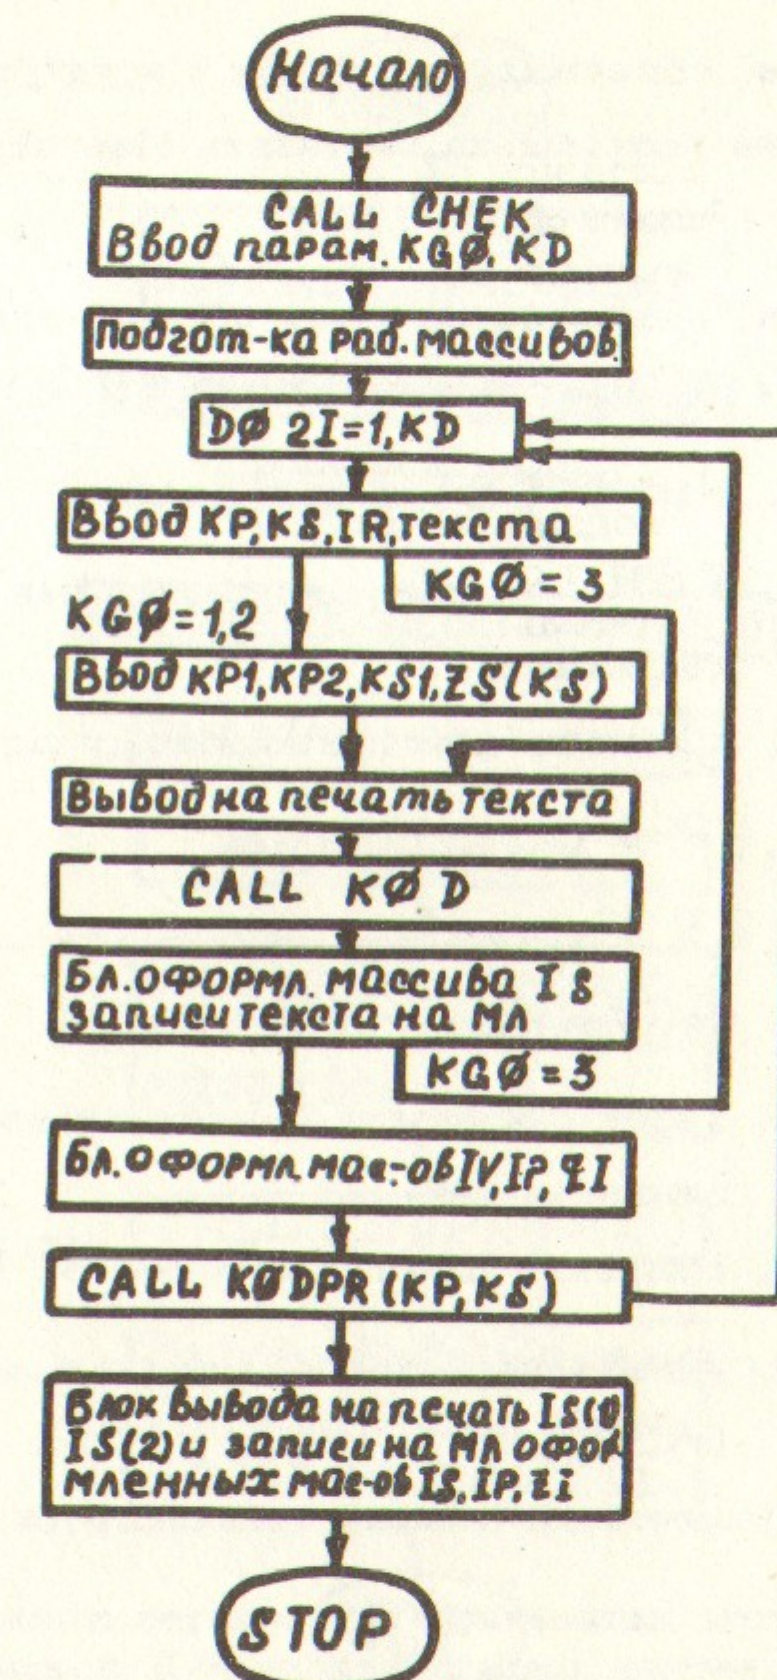 Начало
CALL CHEK
Ввод парам. KGØ, KD
Подгот-ка раб. массивов.
DØ 2I=1,KD
Ввод KP,KS,IR,текста
KGØ = 3
KGØ=1,2
Ввод KP1,KP2,KS1,ZS(KS)
Вывод на печать текста
CALL KØD
Бл. оформл. массива IS
записи текста на МЛ
KGØ = 3
Бл. оформл. мас-ов IV,IP,ZI
CALL KØDPR (KP,KS)
Блок вывода на печать IS(1)
IS(2) и записи на МЛ офор
мленных мас-ов IS, IP, ZI
STOP